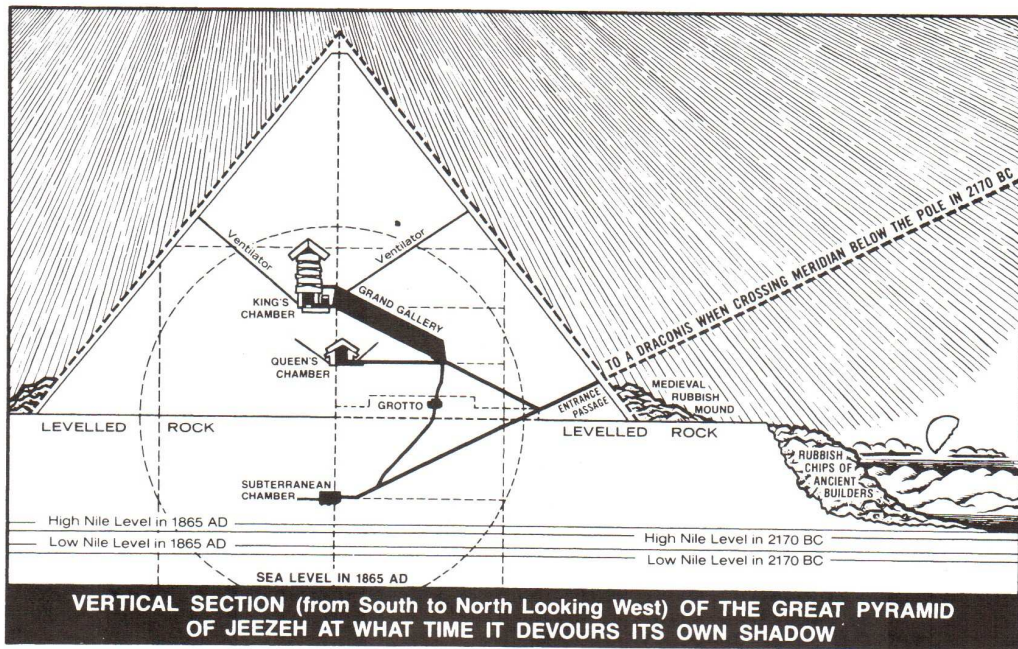 TO A DRACONIS WHEN CROSSING MERIDIAN BELOW THE POLE IN 2170 BC
Ventilator
Ventilator
KING'S
CHAMBER
GRAND GALLERY
QUEEN'S
CHAMBER
GROTTO
ENTRANCE
PASSAGE
MEDIEVAL
RUBBISH
MOUND
LEVELLED ROCK
LEVELLED ROCK
RUBBISH
CHIPS OF
ANCIENT
BUILDERS
SUBTERRANEAN
CHAMBER
High Nile Level in 1865 AD
Low Nile Level in 1865 AD
High Nile Level in 2170 BC
Low Nile Level in 2170 BC
SEA LEVEL IN 1865 AD
VERTICAL SECTION (from South to North Looking West) OF THE GREAT PYRAMID
OF JEEZEH AT WHAT TIME IT DEVOURS ITS OWN SHADOW